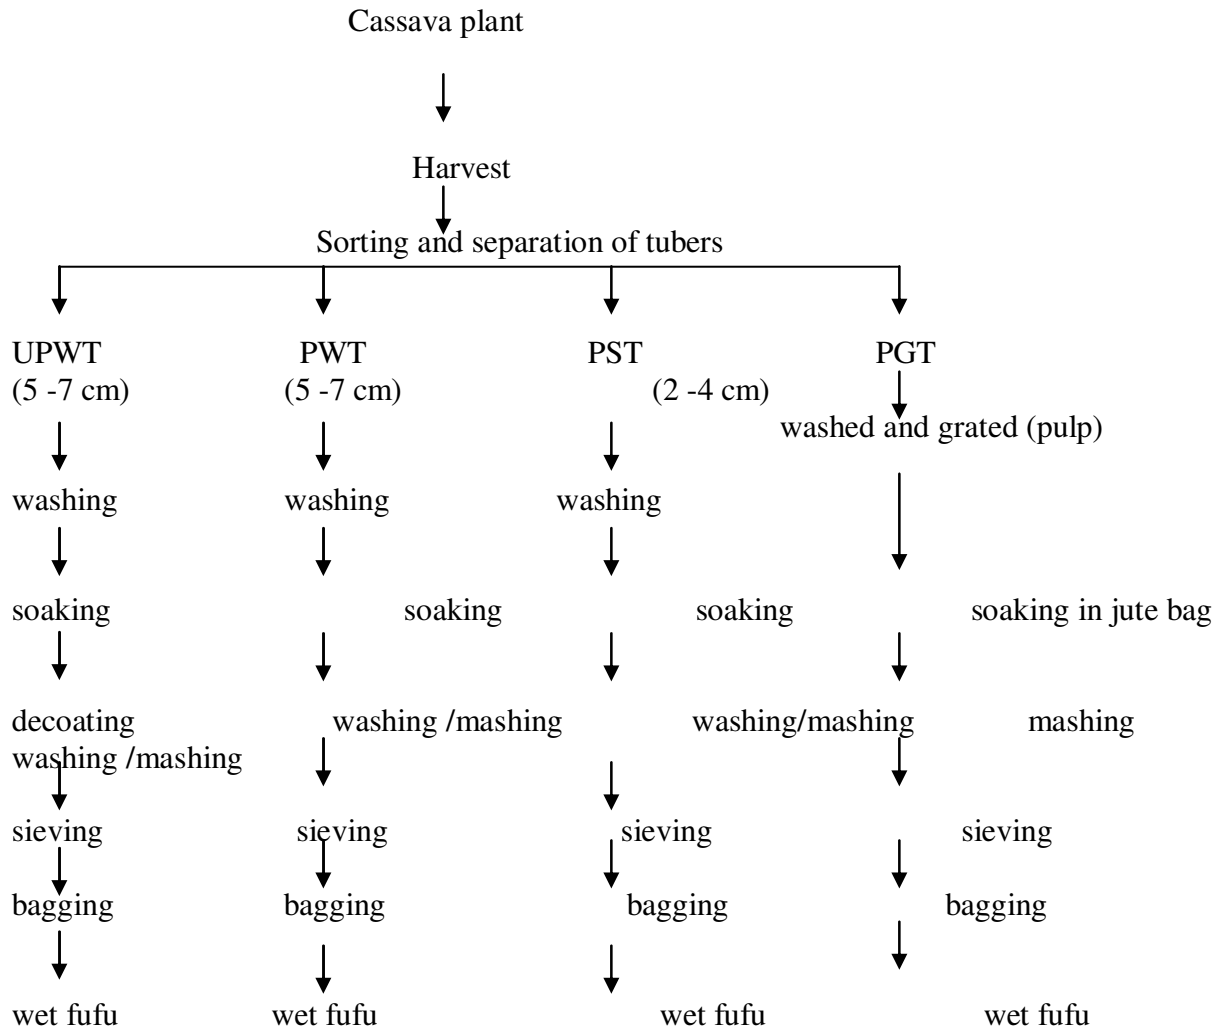 Cassava plant
Harvest
Sorting and separation of tubers
UPWT PWT PST PGT
(5 -7 cm) (5 -7 cm) (2 -4 cm)
washed and grated (pulp)
washing washing washing
soaking soaking soaking soaking in jute bag
decoating washing /mashing washing/mashing mashing
washing /mashing
sieving sieving sieving sieving
bagging bagging bagging bagging
wet fufu wet fufu wet fufu wet fufu